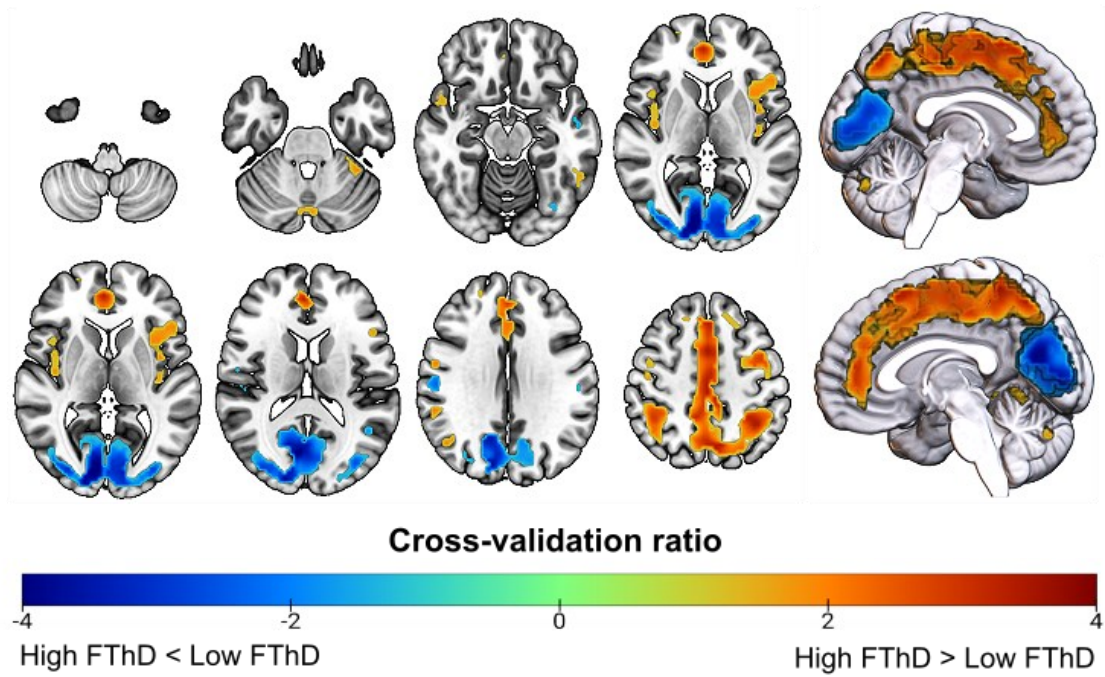 Cross-validation ratio
-4 -2 0 2 4
High FThD < Low FThD High FThD > Low FThD